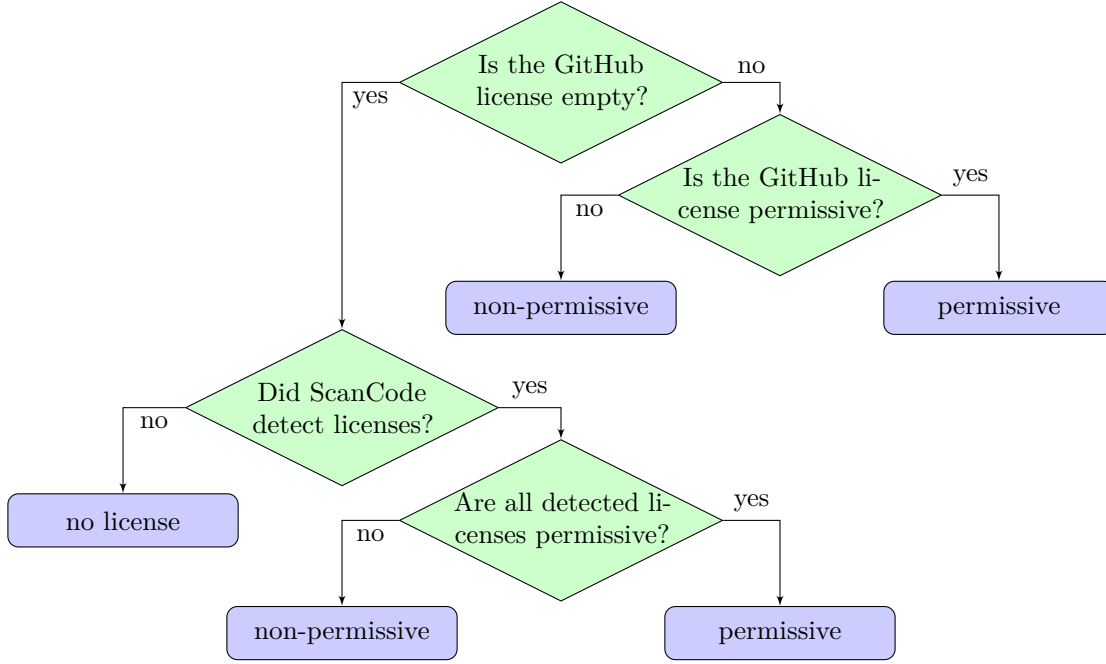 Is the GitHub
license empty?
yes
no
Is the GitHub li-
cense permissive?
no
yes
non-permissive
permissive
Did ScanCode
detect licenses?
no
yes
no license
Are all detected li-
censes permissive?
no
yes
non-permissive
permissive